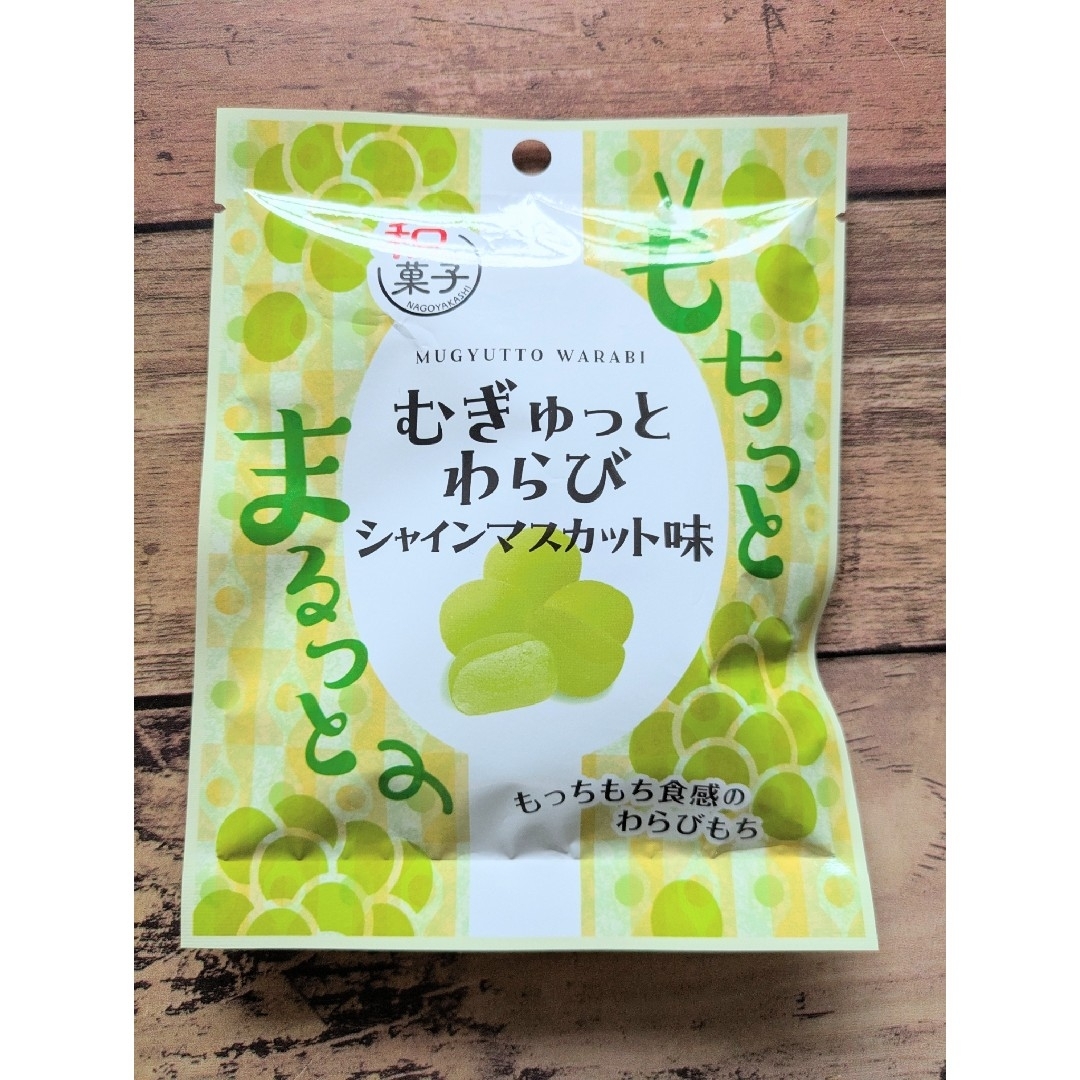 和
菓子
NAGOYAKASHI
もちっと
まるっと
MUGYUTTO WARABI
むぎゅっと
わらび
シャインマスカット味
もっちもち食感の
わらびもち